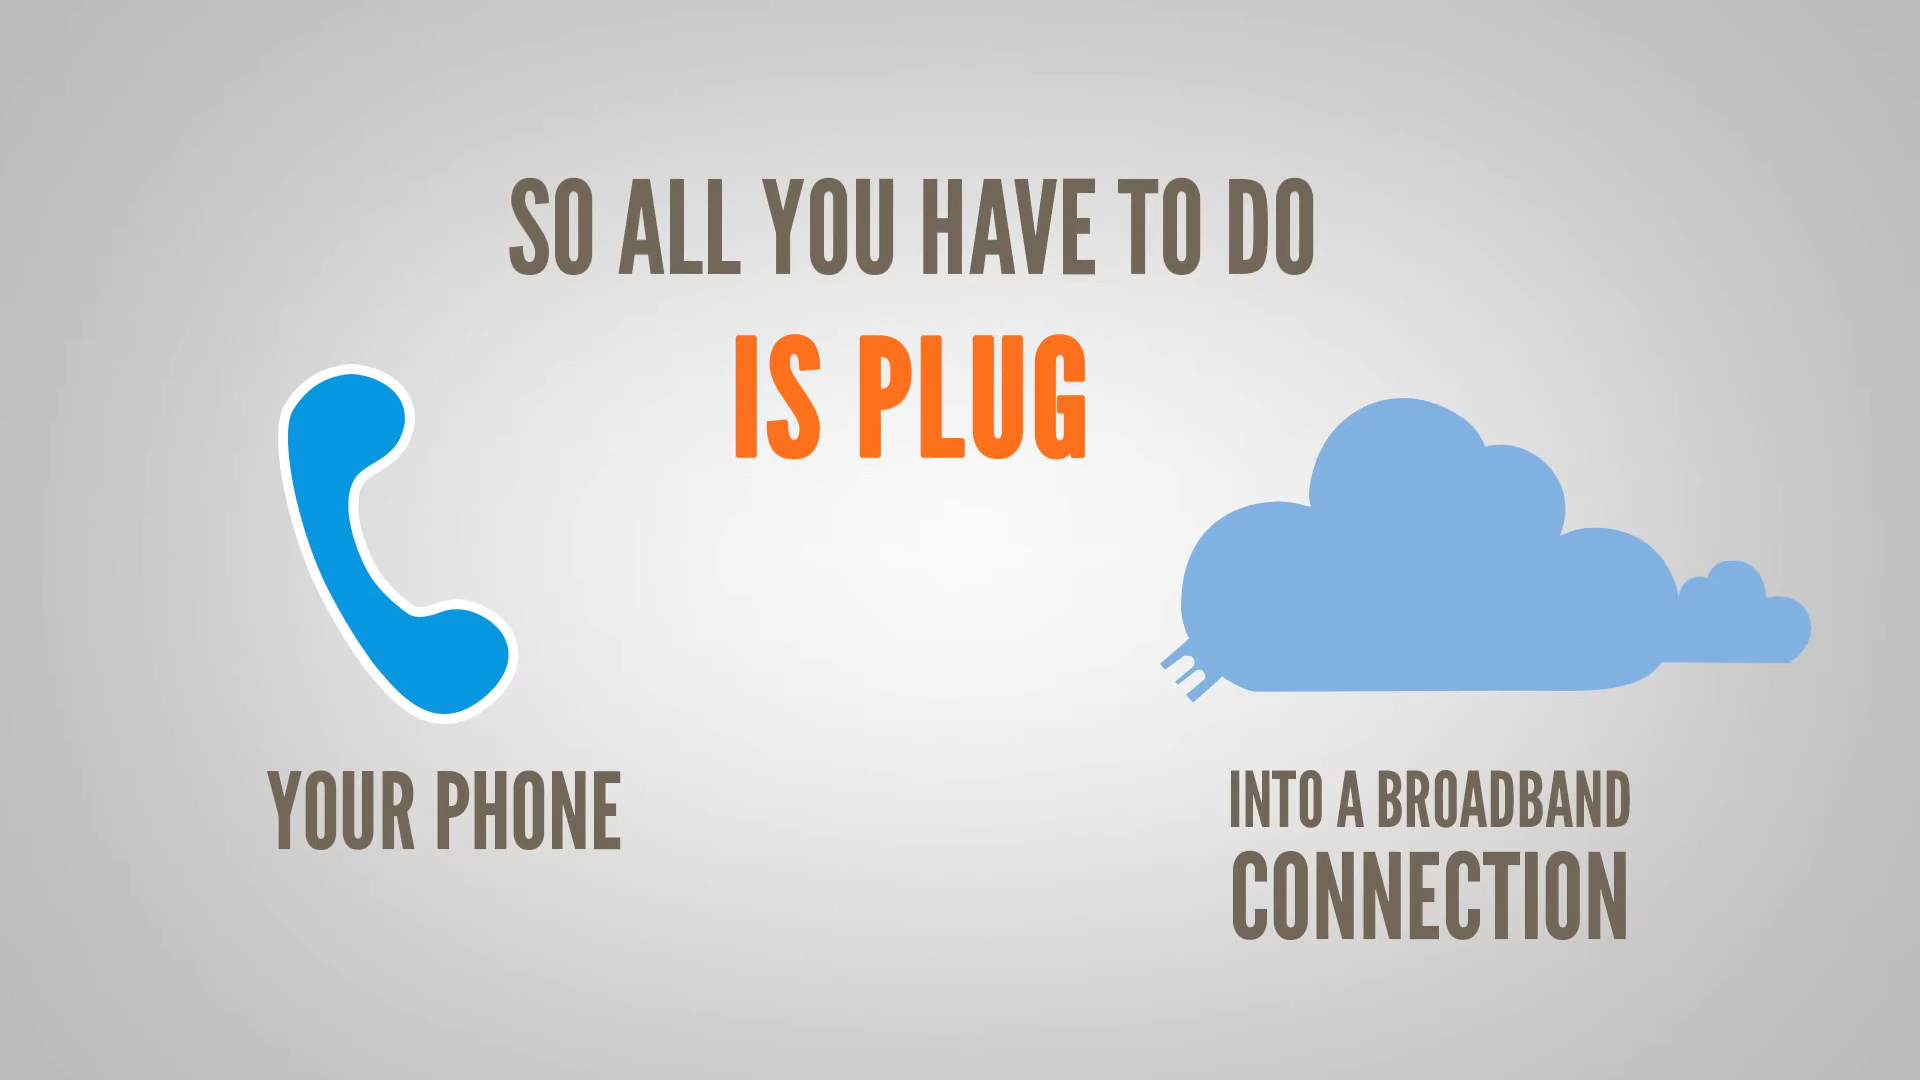 SO ALL YOU HAVE TO DO
IS PLUG
YOUR PHONE
INTO A BROADBAND
CONNECTION